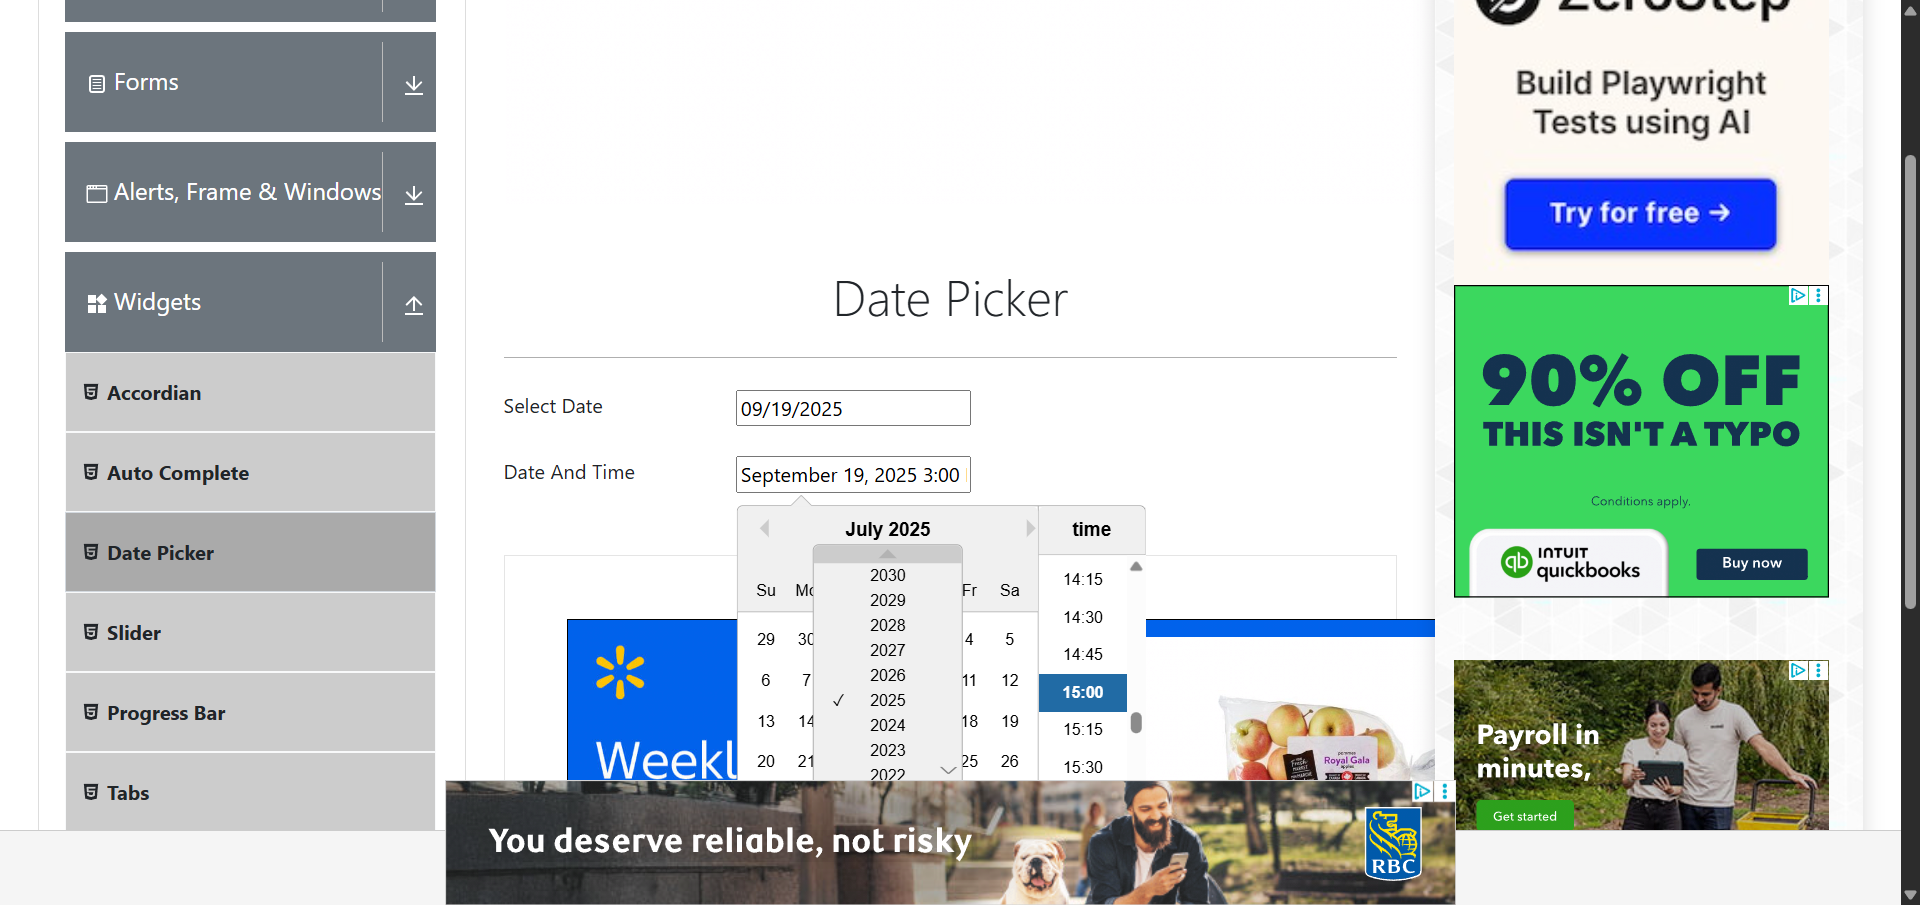 Forms
Alerts, Frame & Windows
Widgets
Accordian
Auto Complete
Date Picker
Slider
Progress Bar
Tabs
Date Picker
Select Date
09/19/2025
Date And Time
September 19, 2025 3:00
July 2025
time
Su Fr Sa
29 30 4 5
6 7 11 12
13 14 18 19
20 21 25 26
2030
2029
2028
2027
2026
✓ 2025
2024
2023
2022
14:15
14:30
14:45
15:00
15:15
15:30
Weekl
Royal Gala
You deserve reliable, not risky
RBC
ZeroStep
Build Playwright
Tests using AI
Try for free →
90% OFF
THIS ISN'T A TYPO
Conditions apply.
qb INTUIT
quickbooks
Buy now
Payroll in
minutes,
Get started